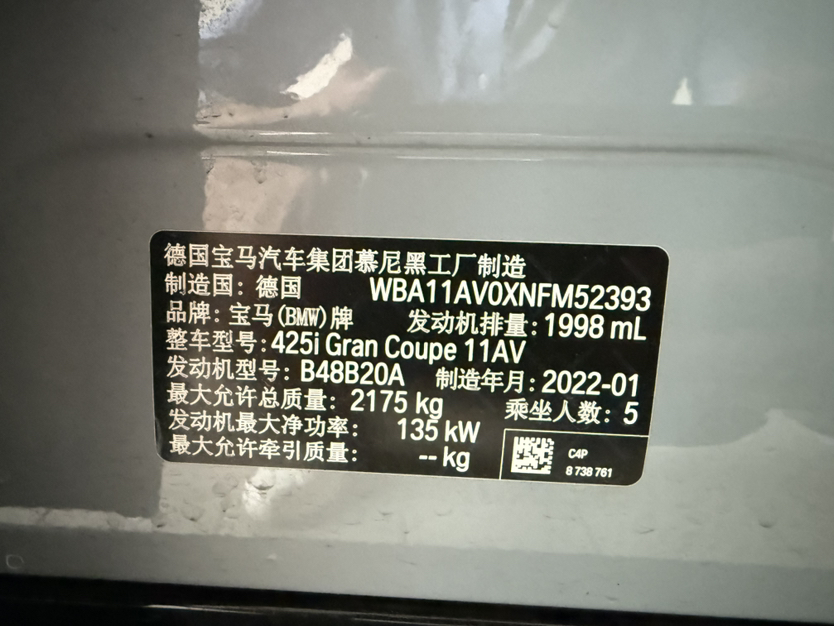 德国宝马汽车集团慕尼黑工厂制造
制造国：德国 WBA11AV0XNFM52393
品牌：宝马(BMW)牌 发动机排量：1998 mL
整车型号：425i Gran Coupe 11AV
发动机型号：B48B20A 制造年月：2022-01
最大允许总质量：2175 kg 乘坐人数：5
发动机最大净功率：135 kW
最大允许牵引质量：-- kg
C4P
8 738 761